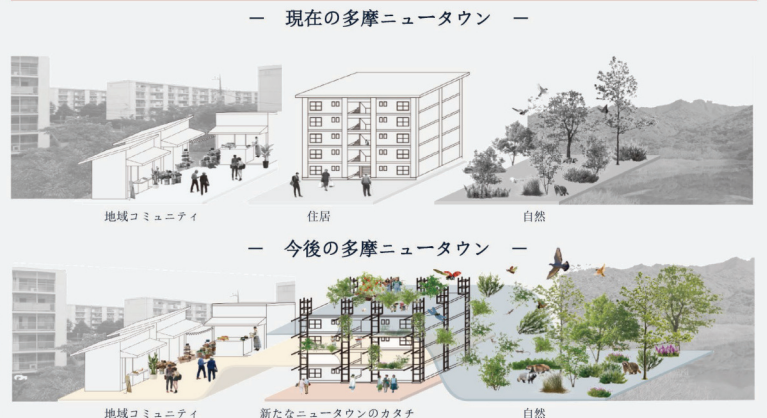 ― 現在の多摩ニュータウン ―
地域コミュニティ 住居 自然
― 今後の多摩ニュータウン ―
地域コミュニティ 新たなニュータウンのカタチ 自然